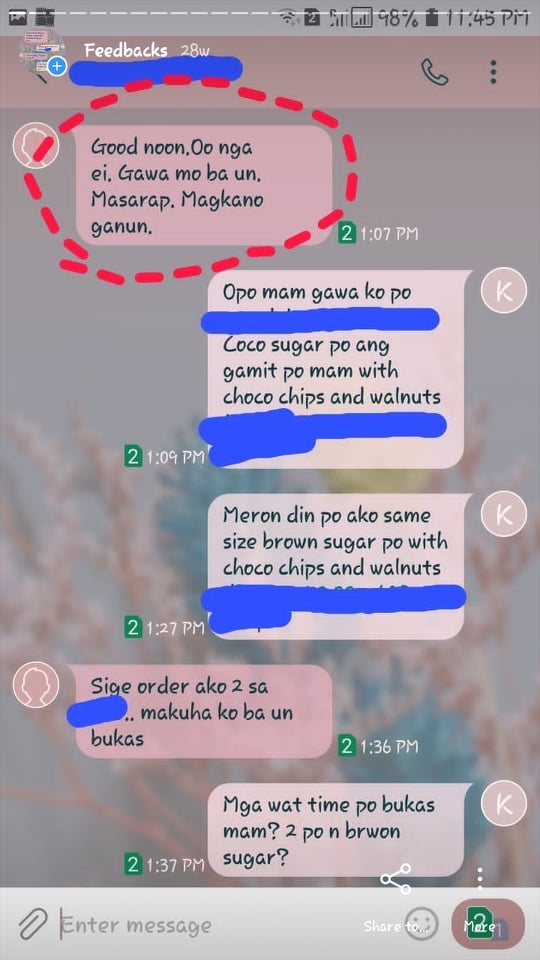 2 98% 11:45 PM
Feedbacks 28w
Good noon.Oo nga
ei. Gawa mo ba un.
Masarap. Magkano
ganun.
2 1:07 PM
Opo mam gawa ko po
K
Coco sugar po ang
gamit po mam with
choco chips and walnuts
2 1:09 PM
Meron din po ako same
K
size brown sugar po with
choco chips and walnuts
2 1:27 PM
Sige order ako 2 sa
.. makuha ko ba un
bukas
2 1:36 PM
Mga wat time po bukas
K
mam? 2 po n brwon
sugar?
2 1:37 PM
Enter message
Share to...
More
2
1